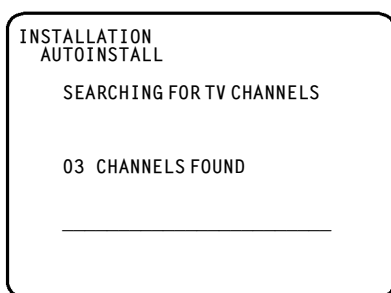 INSTALLATION
AUTOINSTALL
SEARCHING FOR TV CHANNELS
03 CHANNELS FOUND